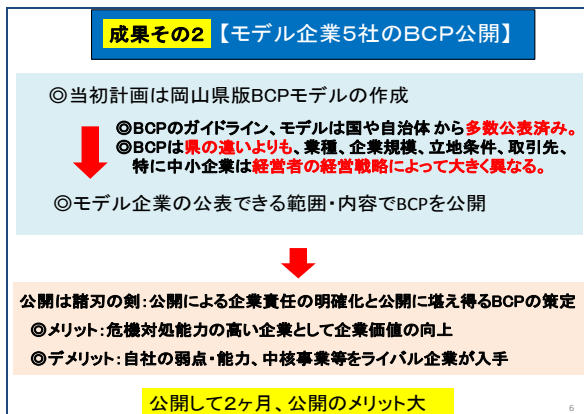 成果その2【モデル企業5社のBCP公開】
◎当初計画は岡山県版BCPモデルの作成
◎BCPのガイドライン、モデルは国や自治体から多数公表済み。
◎BCPは県の違いよりも、業種、企業規模、立地条件、取引先、
特に中小企業は経営者の経営戦略によって大きく異なる。
◎モデル企業の公表できる範囲・内容でBCPを公開
公開は諸刃の剣：公開による企業責任の明確化と公開に堪え得るBCPの策定
◎メリット：危機対処能力の高い企業として企業価値の向上
◎デメリット：自社の弱点・能力、中核事業等をライバル企業が入手
公開して2ヶ月、公開のメリット大
6